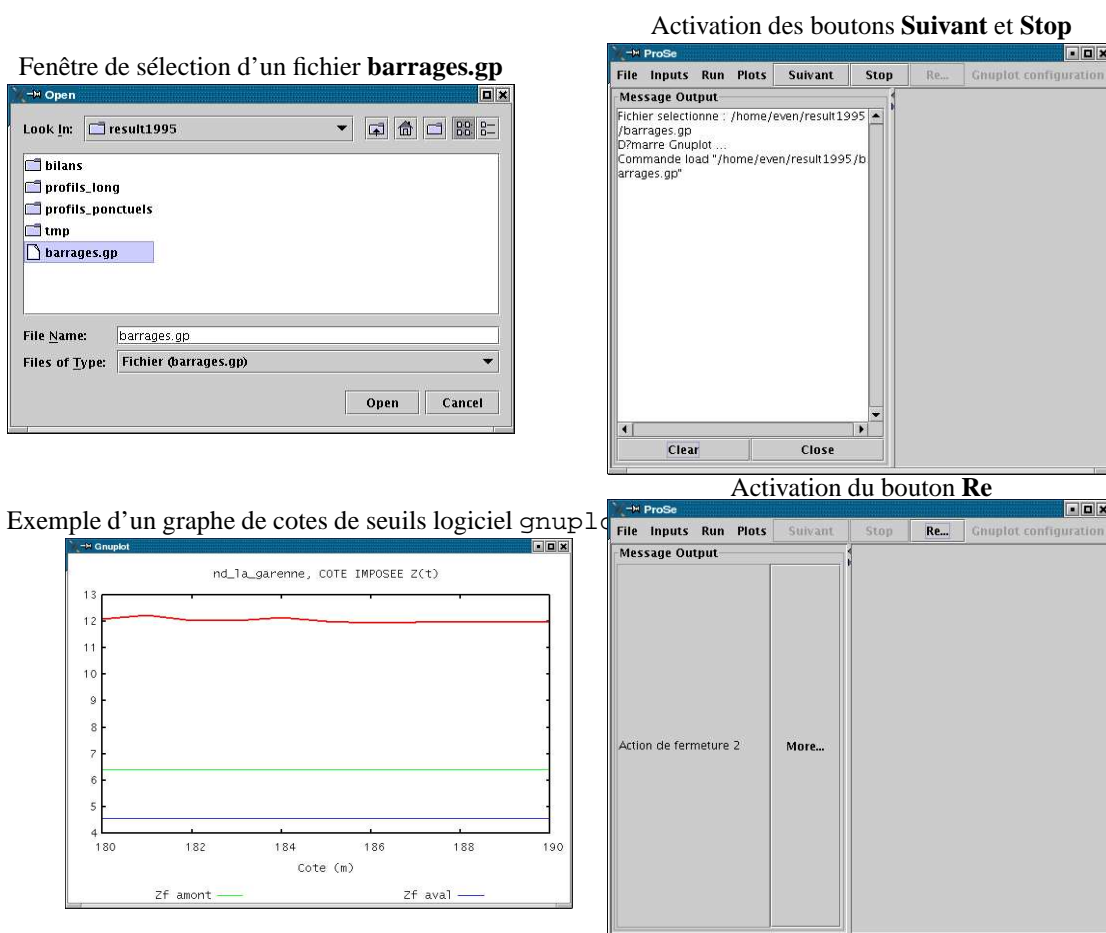 Fenêtre de sélection d'un fichier barrages.gp
Open
Look In: result1995
bilans
profils_long
profils_ponctuels
tmp
barrages.gp
File Name: barrages.gp
Files of Type: Fichier (barrages.gp)
Open Cancel
Activation des boutons Suivant et Stop
ProSe
File Inputs Run Plots Suivant Stop Re... Gnuplot configuration
Message Output
Fichier selectionne : /home/even/result1995
/barrages.gp
D?marre Gnuplot ...
Commande load "/home/even/result1995/b
arrages.gp"
Clear Close
Exemple d'un graphe de cotes de seuils logiciel gnuplo
Gnuplot
nd_la_garenne, COTE IMPOSEE Z(t)
13
12
11
10
9
8
7
6
5
4
180 182 184 186 188 190
Cote (m)
Zf amont Zf aval
Activation du bouton Re
ProSe
File Inputs Run Plots Suivant Stop Re... Gnuplot configuration
Message Output
Action de fermeture 2 More...